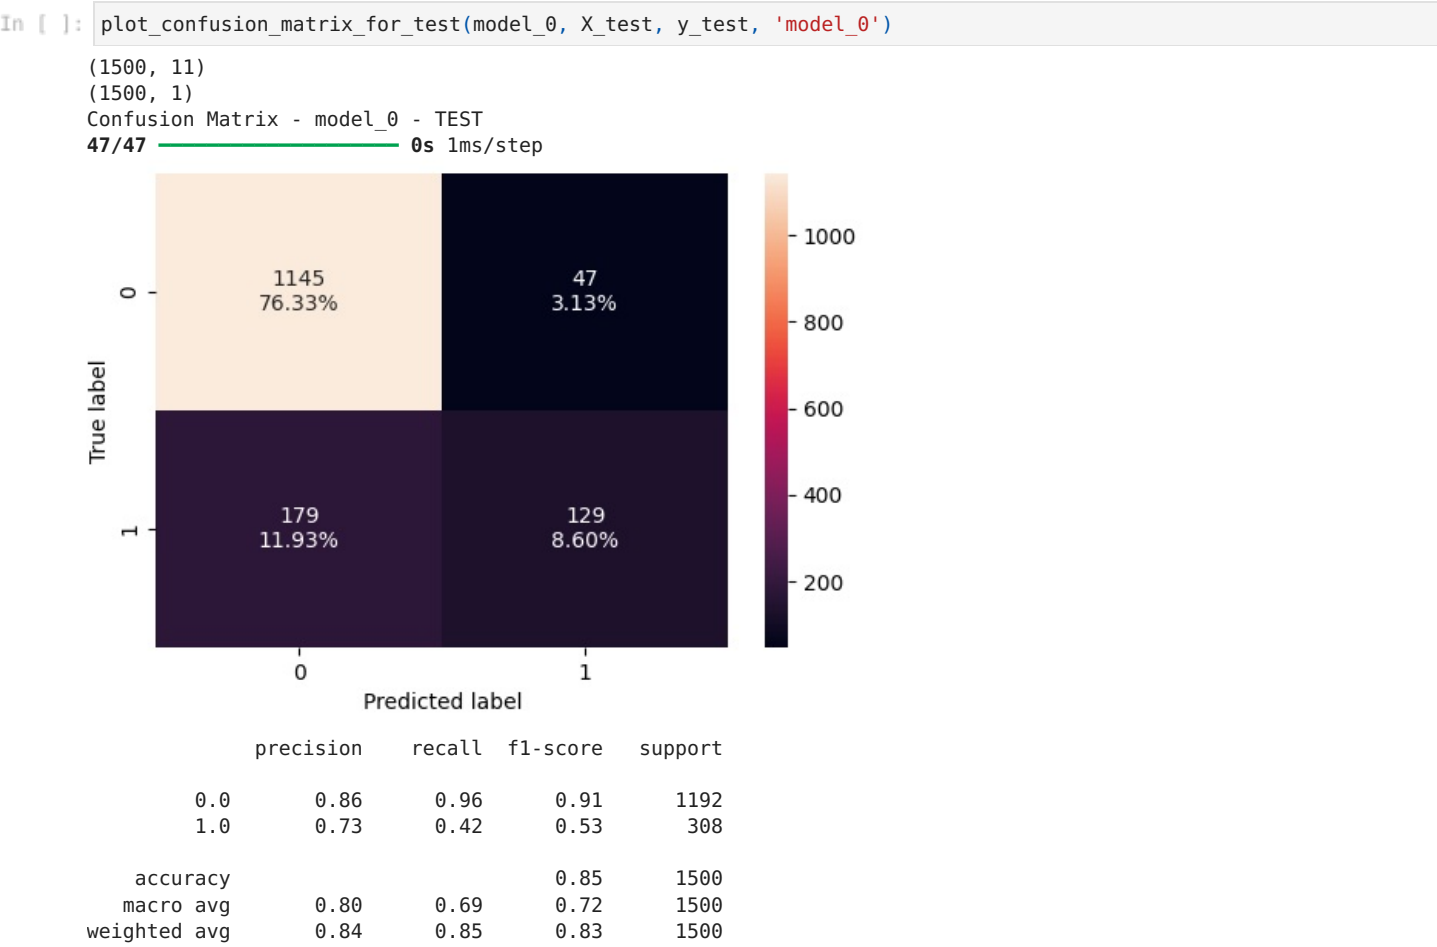 In [ ]: plot_confusion_matrix_for_test(model_0, X_test, y_test, 'model_0')
(1500, 11)
(1500, 1)
Confusion Matrix - model_0 - TEST
47/47 ━━━━━━━━━━━━━━━━━━━━ 0s 1ms/step
1145
76.33%
47
3.13%
179
11.93%
129
8.60%
0
1
True label
0
1
Predicted label
1000
800
600
400
200
precision recall f1-score support
0.0 0.86 0.96 0.91 1192
1.0 0.73 0.42 0.53 308
accuracy 0.85 1500
macro avg 0.80 0.69 0.72 1500
weighted avg 0.84 0.85 0.83 1500